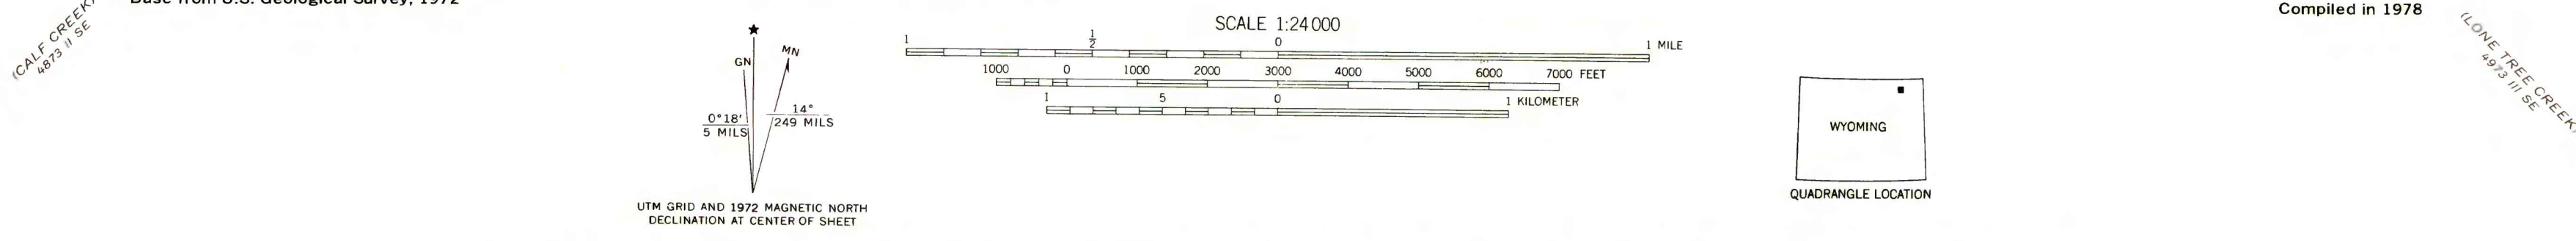 Base from U.S. Geological Survey, 1972
(CALF CREEK)
4873 II SE
★
GN
MN
0°18'
5 MILS
14°
249 MILS
UTM GRID AND 1972 MAGNETIC NORTH
DECLINATION AT CENTER OF SHEET
SCALE 1:24 000
1 1/2 0 1 MILE
1000 0 1000 2000 3000 4000 5000 6000 7000 FEET
1 5 0 1 KILOMETER
WYOMING
QUADRANGLE LOCATION
Compiled in 1978
(LONE TREE CREEK)
4973 III SE